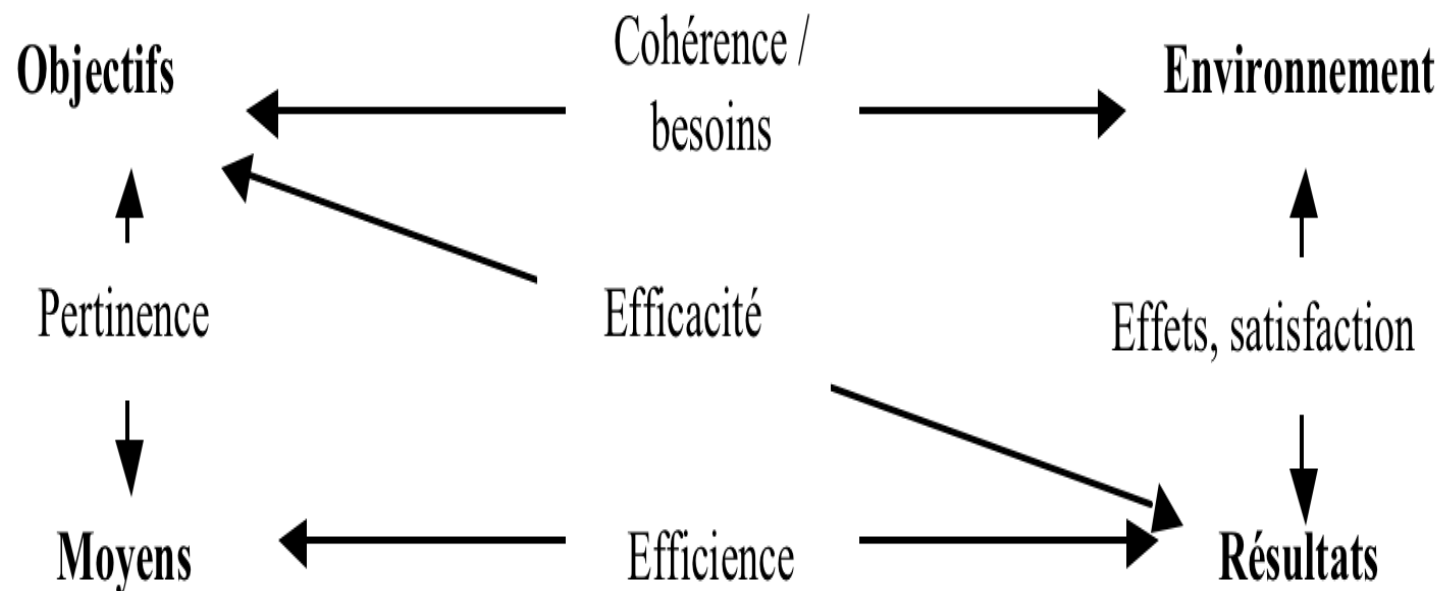 Objectifs
Cohérence /
besoins
Environnement
Pertinence
Efficacité
Effets, satisfaction
Moyens
Efficience
Résultats